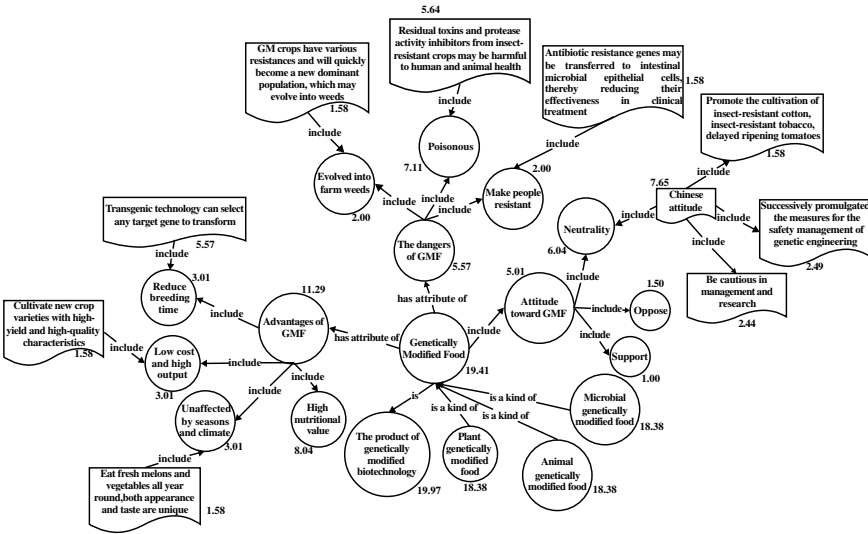 5.64
Residual toxins and protease
activity inhibitors from insect-
resistant crops may be harmful
to human and animal health
GM crops have various
resistances and will quickly
become a new dominant
population, which may
evolve into weeds
1.58
Antibiotic resistance genes may
be transferred to intestinal
microbial epithelial cells,
thereby reducing their
effectiveness in clinical
treatment
1.58
Promote the cultivation of
insect-resistant cotton,
insect-resistant tobacco,
delayed ripening tomatoes
1.58
include
include
include
include
Poisonous
7.11
Evolved into
farm weeds
2.00
2.00
Make people
resistant
include
include
include
7.65
Chinese
attitude
include
include
include
Successively promulgated
the measures for the
safety management of
genetic engineering
2.49
Be cautious in
management and
research
2.44
Transgenic technology can select
any target gene to transform
5.57
include
The dangers
of GMF
5.57
Neutrality
6.04
include
3.01
Reduce
breeding
time
include
11.29
Advantages of
GMF
has attribute of
has attribute of
5.01
Attitude
toward GMF
include
include
1.50
Oppose
include
Support
1.00
Genetically
Modified Food
19.41
Cultivate new crop
varieties with high-
yield and high-quality
characteristics
1.58
include
Low cost
and high
output
3.01
include
include
include
Unaffected
by seasons
and climate
3.01
include
High
nutritional
value
8.04
is
is a kind of
is a kind of
is a kind of
Microbial
genetically
modified food
18.38
The product of
genetically
modified
biotechnology
19.97
Plant
genetically
modified
food
18.38
Animal
genetically
modified food
18.38
Eat fresh melons and
vegetables all year
round,both appearance
and taste are unique
1.58